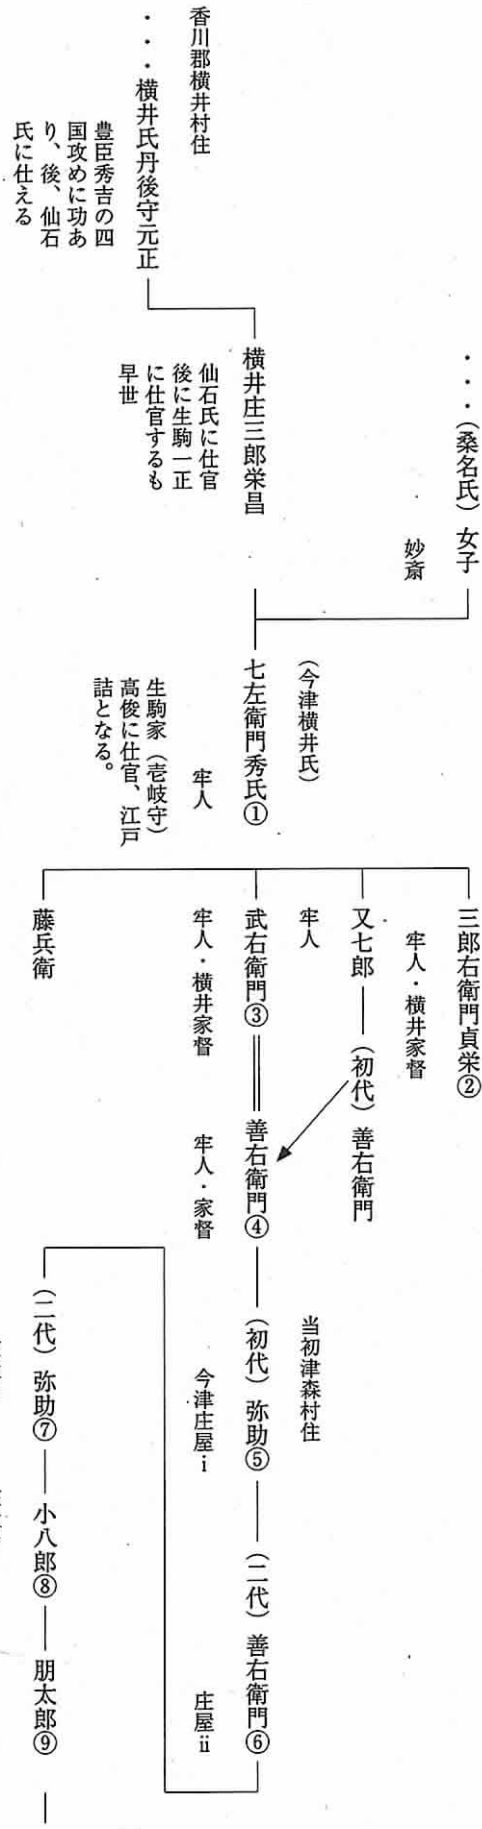 ・・・（桑名氏）女子
妙斎
香川郡横井村住
・・・横井氏丹後守元正
豊臣秀吉の四
国攻めに功あ
り、後、仙石
氏に仕える
横井庄三郎栄昌
仙石氏に仕官
後に生駒一正
に仕官するも
早世
（今津横井氏）
七左衛門秀氏①
牢人
生駒家（壱岐守）
高俊に仕官、江戸
詰となる。
三郎右衛門貞栄②
牢人・横井家督
又七郎
（初代）善右衛門
牢人
武右衛門③
牢人・横井家督
善右衛門④
牢人・家督
藤兵衛
当初津森村住
（初代）弥助⑤
今津庄屋ⅰ
（二代）善右衛門⑥
庄屋ⅱ
（二代）弥助⑦
小八郎⑧
朋太郎⑨